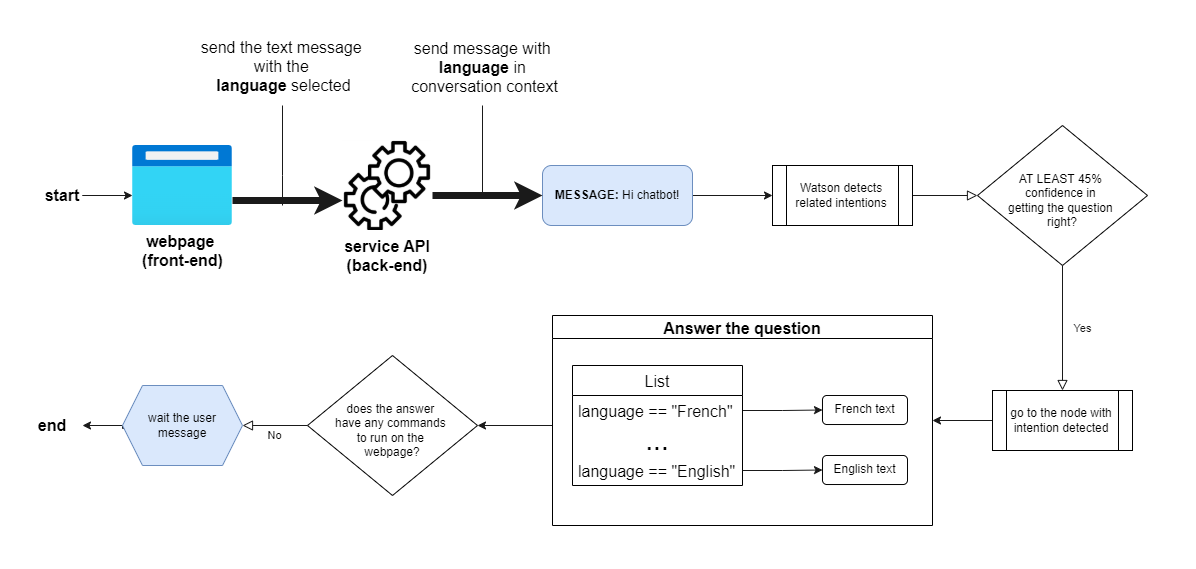 send the text message
with the
language selected
send message with
language in
conversation context
start
webpage
(front-end)
service API
(back-end)
MESSAGE: Hi chatbot!
Watson detects
related intentions
AT LEAST 45%
confidence in
getting the question
right?
Yes
go to the node with
intention detected
Answer the question
List
language == "French"
...
language == "English"
French text
English text
does the answer
have any commands
to run on the
webpage?
No
wait the user
message
end